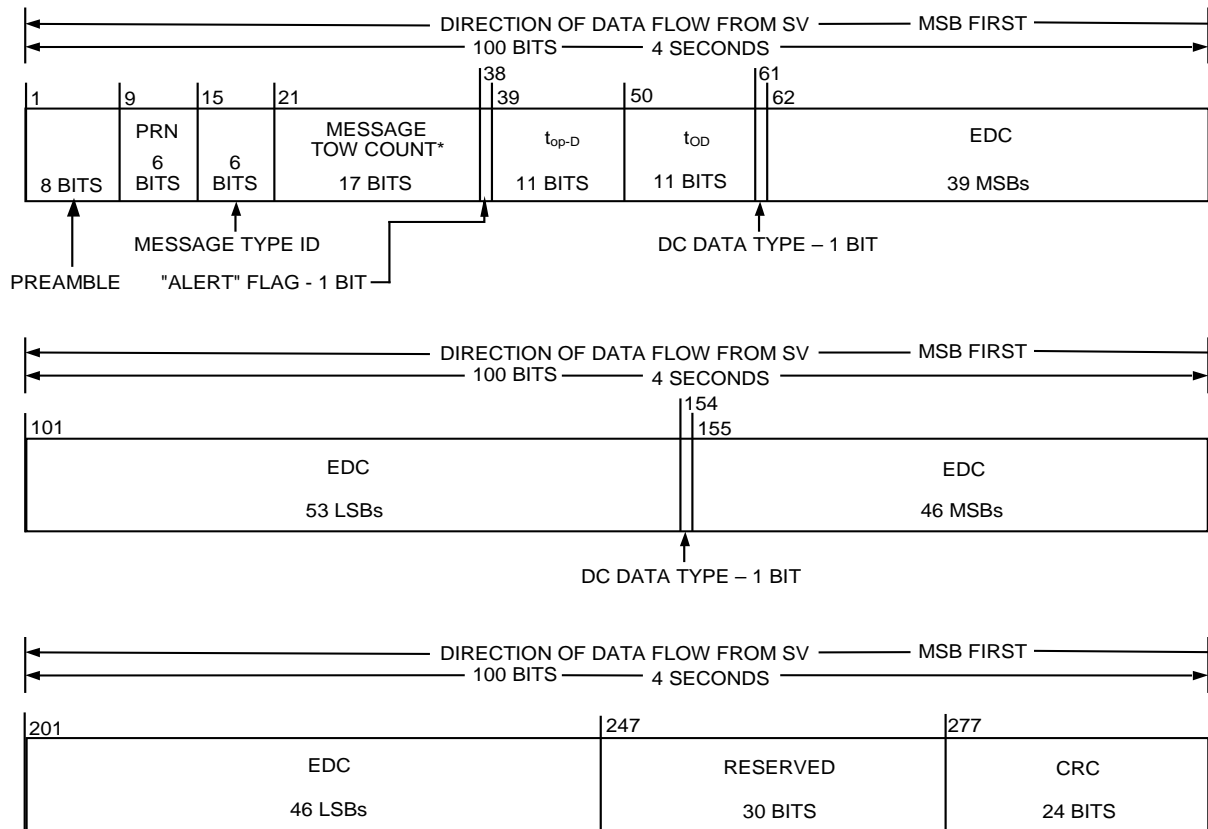 DIRECTION OF DATA FLOW FROM SV MSB FIRST
100 BITS 4 SECONDS
1 9 15 21 38 39 50 61 62
8 BITS
PRN
6
BITS
6
BITS
MESSAGE
TOW COUNT*
17 BITS
top-D
11 BITS
tOD
11 BITS
EDC
39 MSBs
MESSAGE TYPE ID
DC DATA TYPE – 1 BIT
PREAMBLE
"ALERT" FLAG - 1 BIT
DIRECTION OF DATA FLOW FROM SV MSB FIRST
100 BITS 4 SECONDS
101 154 155
EDC
53 LSBs
EDC
46 MSBs
DC DATA TYPE – 1 BIT
DIRECTION OF DATA FLOW FROM SV MSB FIRST
100 BITS 4 SECONDS
201 247 277
EDC
46 LSBs
RESERVED
30 BITS
CRC
24 BITS